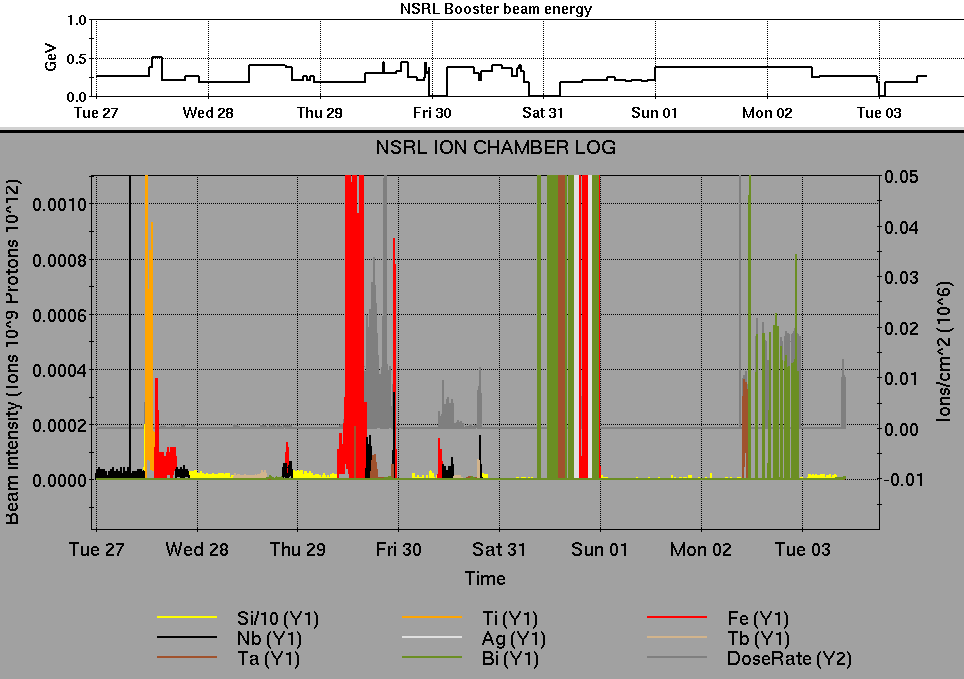 NSRL Booster beam energy
1.0
0.5
0.0
GeV
Tue 27 Wed 28 Thu 29 Fri 30 Sat 31 Sun 01 Mon 02 Tue 03
NSRL ION CHAMBER LOG
0.0010
0.0008
0.0006
0.0004
0.0002
0.0000
Beam intensity (Ions 10^9 Protons 10^12)
0.05
0.04
0.03
0.02
0.01
0.00
-0.01
Ions/cm^2 (10^6)
Tue 27 Wed 28 Thu 29 Fri 30 Sat 31 Sun 01 Mon 02 Tue 03
Time
Si/10 (Y1) Ti (Y1) Fe (Y1)
Nb (Y1) Ag (Y1) Tb (Y1)
Ta (Y1) Bi (Y1) DoseRate (Y2)